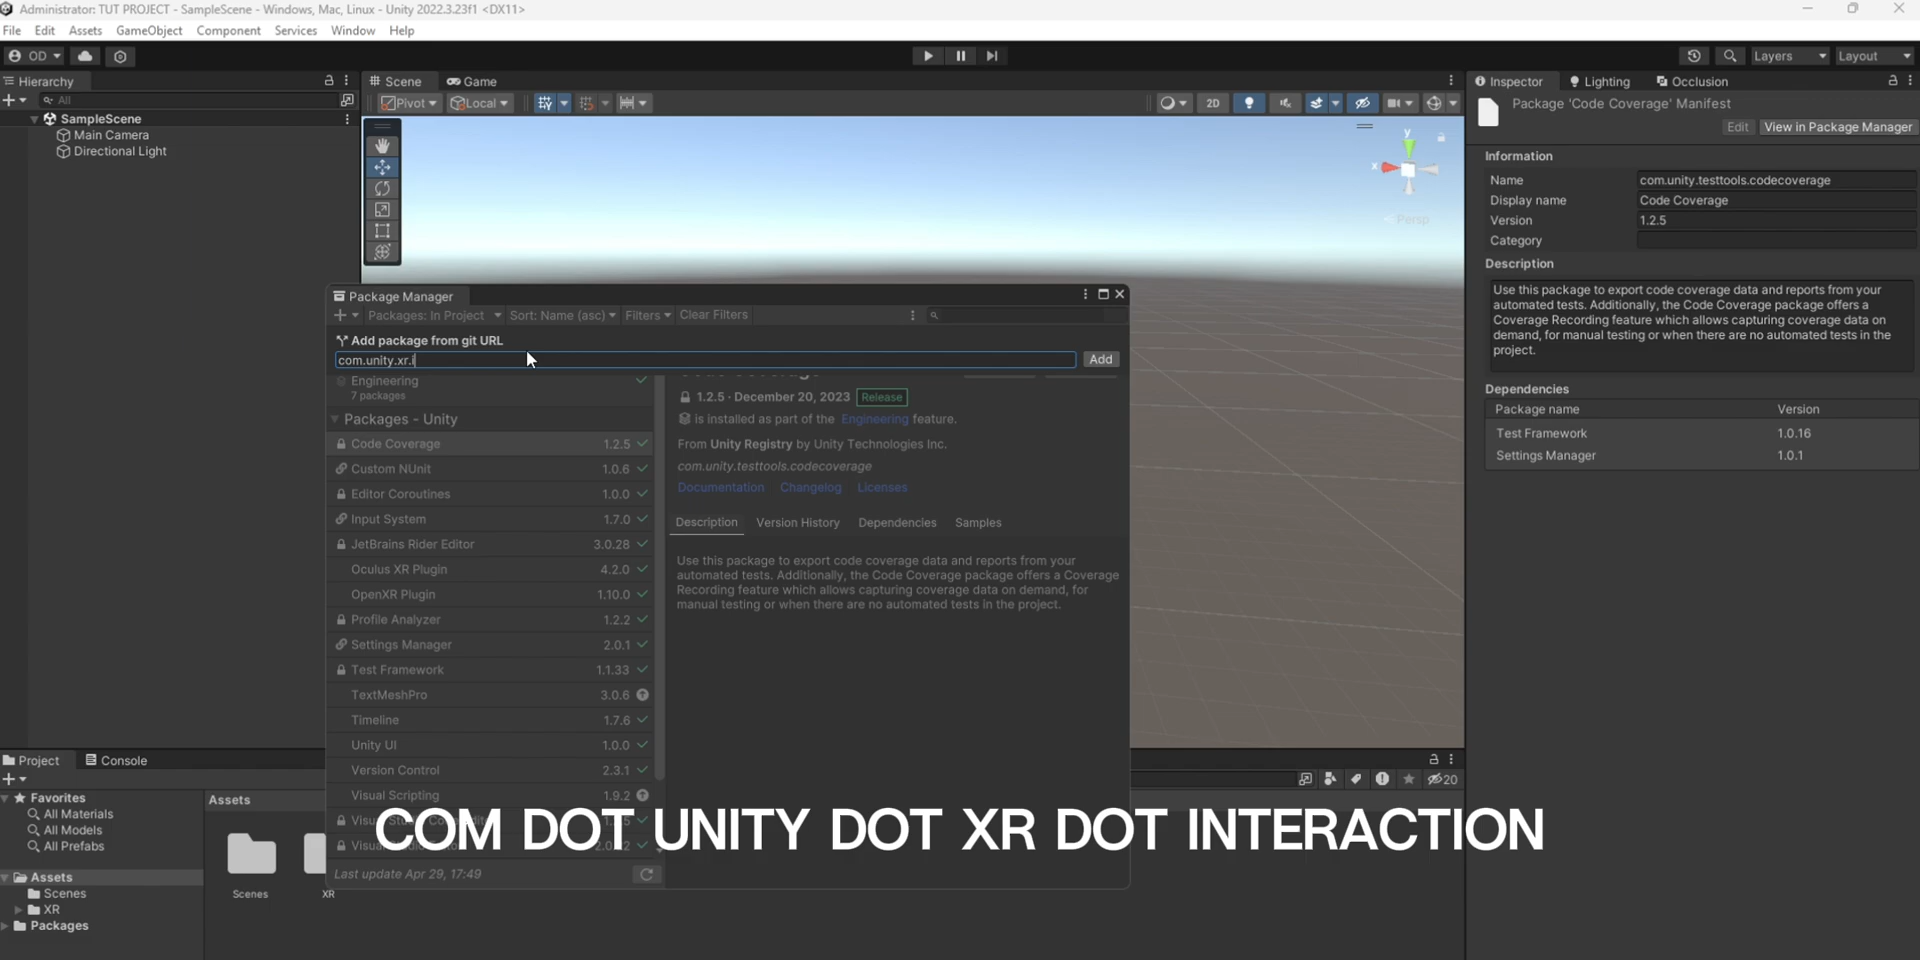 Administrator: TUT PROJECT - SampleScene - Windows, Mac, Linux - Unity 2022.3.23f1 <DX11>
File Edit Assets GameObject Component Services Window Help
OD Layers Layout
Hierarchy
All
SampleScene
Main Camera
Directional Light
Scene Game
Pivot Local 2D
y
x
Persp
Package Manager
Packages: In Project Sort: Name (asc) Filters Clear Filters
Add package from git URL
com.unity.xr.i Add
Engineering
7 packages
Packages - Unity
Code Coverage 1.2.5
Custom NUnit 1.0.6
Editor Coroutines 1.0.0
Input System 1.7.0
JetBrains Rider Editor 3.0.28
Oculus XR Plugin 4.2.0
OpenXR Plugin 1.10.0
Profile Analyzer 1.2.2
Settings Manager 2.0.1
Test Framework 1.1.33
TextMeshPro 3.0.6
Timeline 1.7.6
Unity UI 1.0.0
Version Control 2.3.1
Visual Scripting 1.9.2
Last update Apr 29, 17:49
1.2.5 · December 20, 2023 Release
is installed as part of the Engineering feature.
From Unity Registry by Unity Technologies Inc.
com.unity.testtools.codecoverage
Documentation Changelog Licenses
Description Version History Dependencies Samples
Use this package to export code coverage data and reports from your
automated tests. Additionally, the Code Coverage package offers a Coverage
Recording feature which allows capturing coverage data on demand, for
manual testing or when there are no automated tests in the project.
COM DOT UNITY DOT XR DOT INTERACTION
Inspector Lighting Occlusion
Package 'Code Coverage' Manifest
Edit View in Package Manager
Information
Name com.unity.testtools.codecoverage
Display name Code Coverage
Version 1.2.5
Category
Description
Use this package to export code coverage data and reports from your
automated tests. Additionally, the Code Coverage package offers a
Coverage Recording feature which allows capturing coverage data on
demand, for manual testing or when there are no automated tests in the
project.
Dependencies
Package name Version
Test Framework 1.0.16
Settings Manager 1.0.1
Project Console
20
Favorites
All Materials
All Models
All Prefabs
Assets
Scenes
XR
Packages
Assets
Scenes
XR